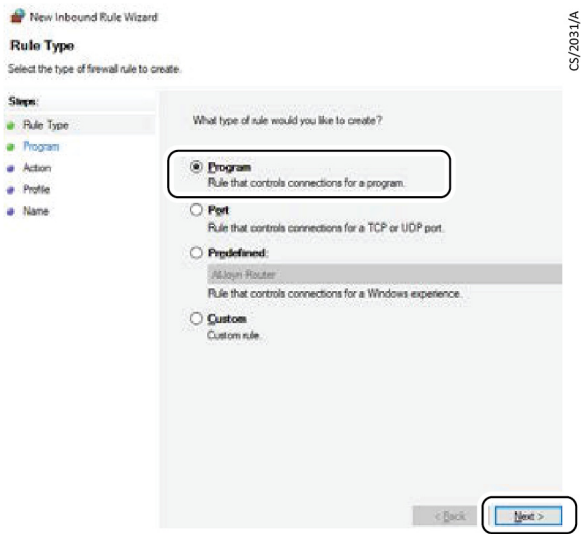 New Inbound Rule Wizard
CS/2031/A
Rule Type
Select the type of firewall rule to create.
Steps:
Rule Type
Program
Action
Profile
Name
What type of rule would you like to create?
Program
Rule that controls connections for a program.
Port
Rule that controls connections for a TCP or UDP port.
Predefined:
AllJoyn Router
Rule that controls connections for a Windows experience.
Custom
Custom rule.
< Back
Next >